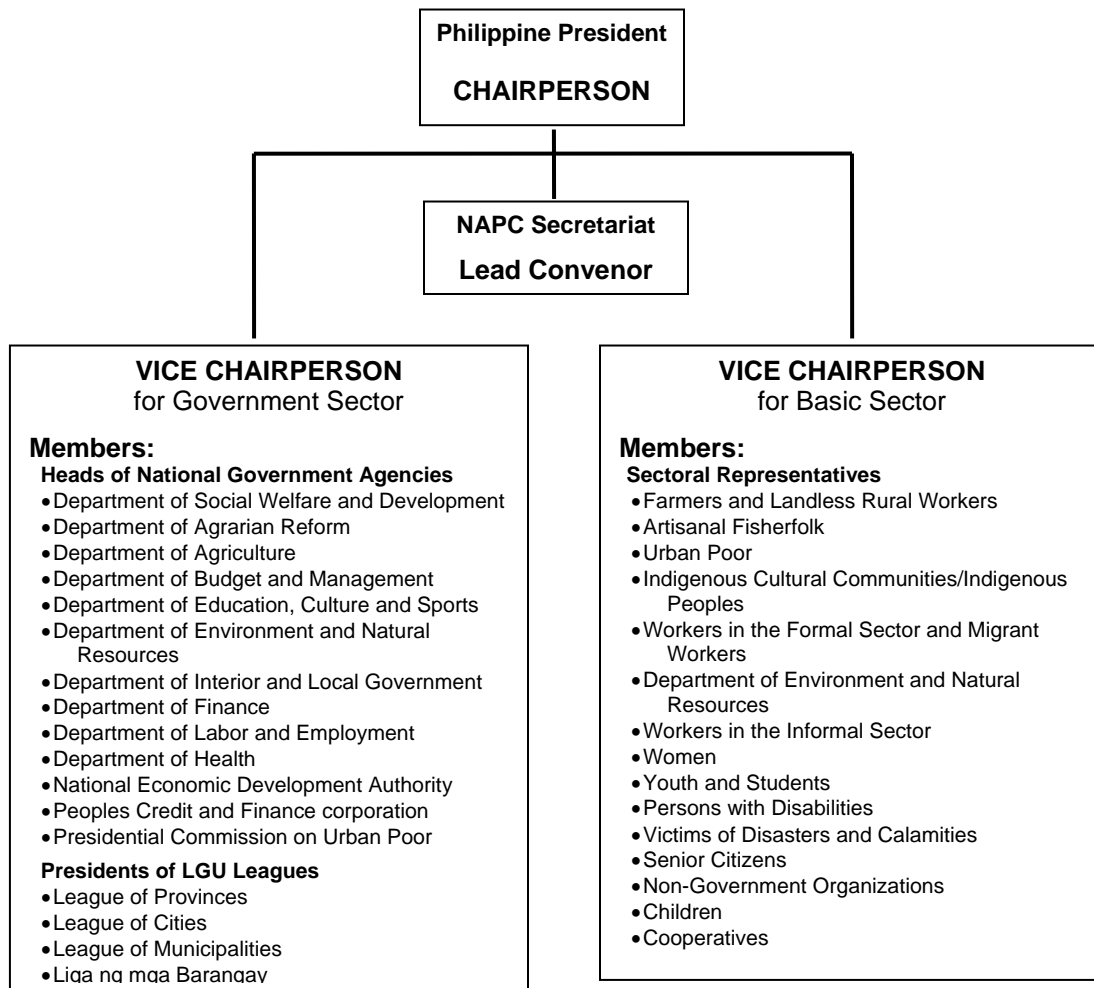 Philippine President
CHAIRPERSON
NAPC Secretariat
Lead Convenor
VICE CHAIRPERSON
for Government Sector
Members:
Heads of National Government Agencies
•Department of Social Welfare and Development
•Department of Agrarian Reform
•Department of Agriculture
•Department of Budget and Management
•Department of Education, Culture and Sports
•Department of Environment and Natural
Resources
•Department of Interior and Local Government
•Department of Finance
•Department of Labor and Employment
•Department of Health
•National Economic Development Authority
•Peoples Credit and Finance corporation
•Presidential Commission on Urban Poor
Presidents of LGU Leagues
•League of Provinces
•League of Cities
•League of Municipalities
•Liga ng mga Barangay
VICE CHAIRPERSON
for Basic Sector
Members:
Sectoral Representatives
•Farmers and Landless Rural Workers
•Artisanal Fisherfolk
•Urban Poor
•Indigenous Cultural Communities/Indigenous
Peoples
•Workers in the Formal Sector and Migrant
Workers
•Department of Environment and Natural
Resources
•Workers in the Informal Sector
•Women
•Youth and Students
•Persons with Disabilities
•Victims of Disasters and Calamities
•Senior Citizens
•Non-Government Organizations
•Children
•Cooperatives